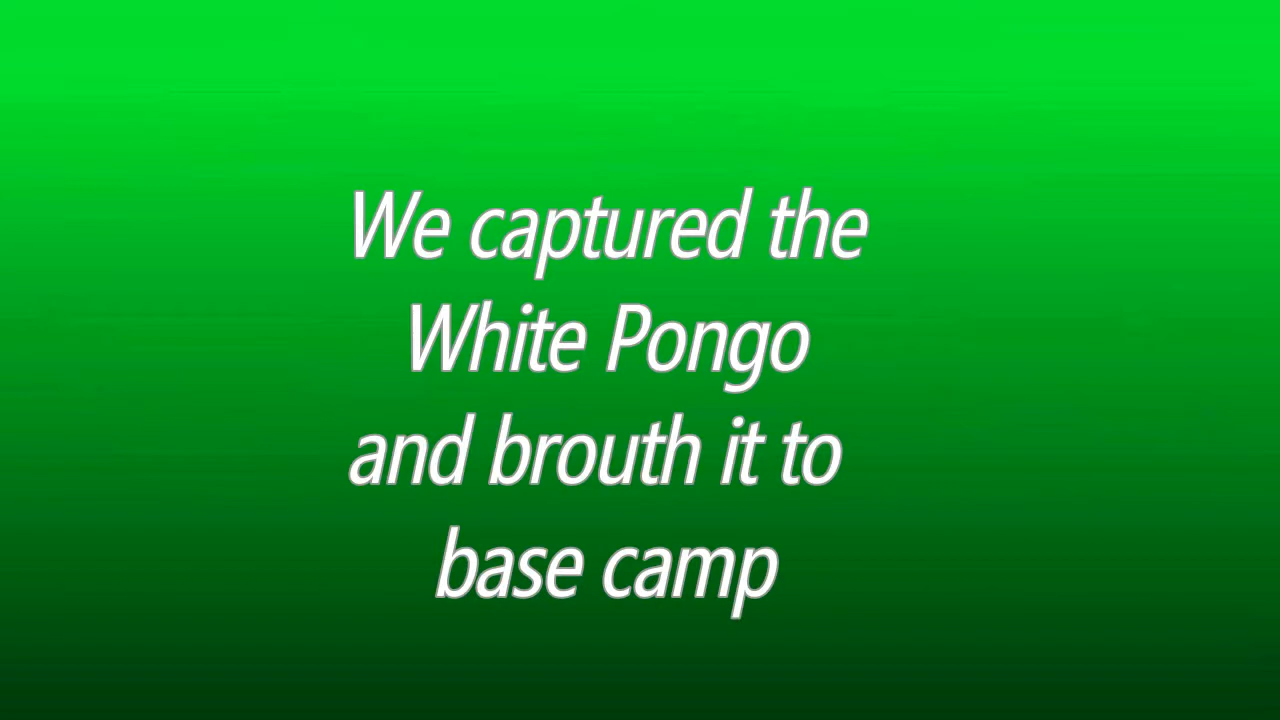 We captured the
White Pongo
and brouth it to
base camp